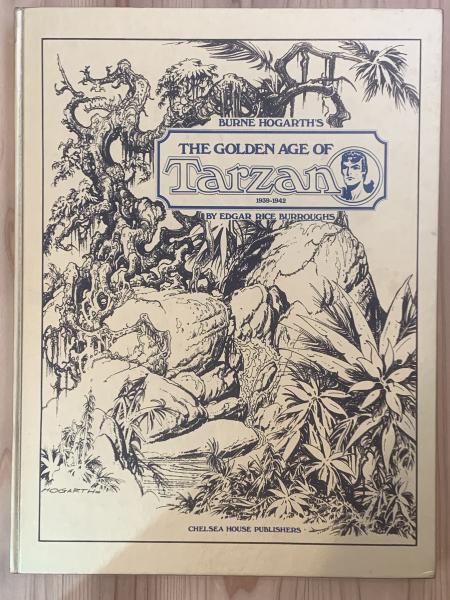 BURNE HOGARTH'S
THE GOLDEN AGE OF
Tarzan
1939-1942
BY EDGAR RICE BURROUGHS
HOGARTH
CHELSEA HOUSE PUBLISHERS